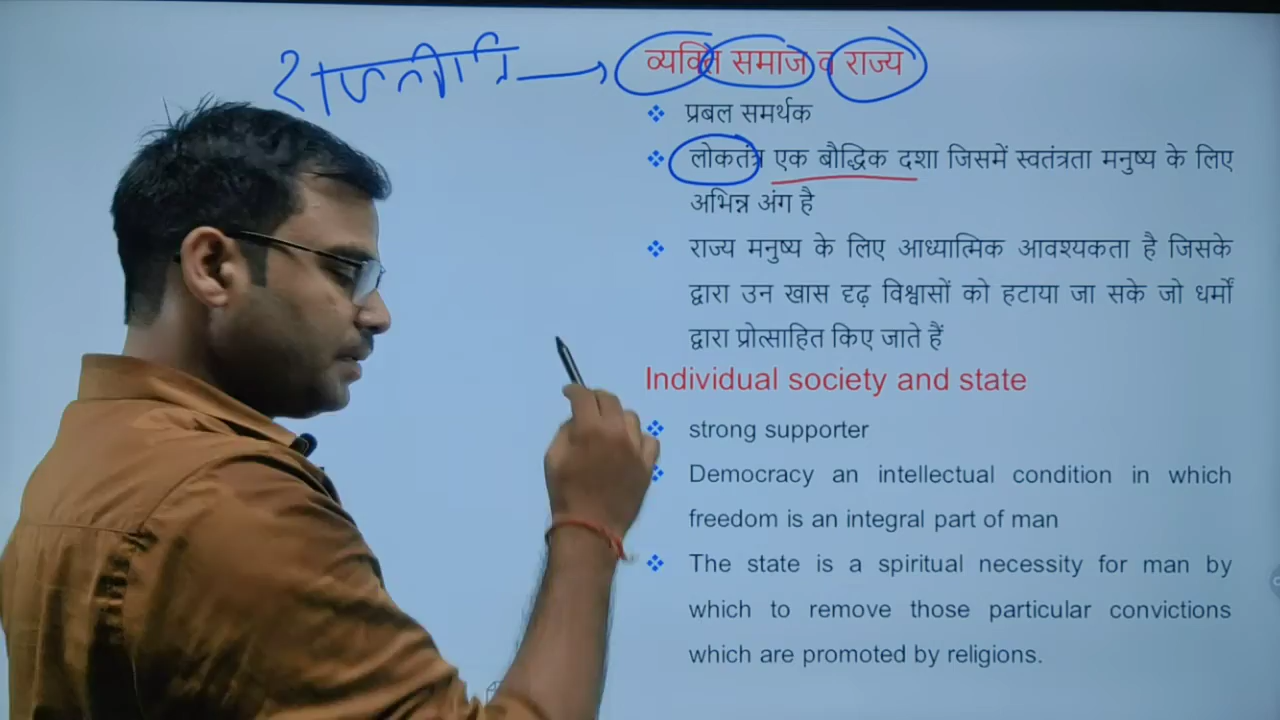 राजनीति
व्यक्ति समाज व राज्य
प्रबल समर्थक
लोकतंत्र एक बौद्धिक दशा जिसमें स्वतंत्रता मनुष्य के लिए
अभिन्न अंग है
राज्य मनुष्य के लिए आध्यात्मिक आवश्यकता है जिसके
द्वारा उन खास दृढ़ विश्वासों को हटाया जा सके जो धर्मों
द्वारा प्रोत्साहित किए जाते हैं
Individual society and state
strong supporter
Democracy an intellectual condition in which
freedom is an integral part of man
The state is a spiritual necessity for man by
which to remove those particular convictions
which are promoted by religions.